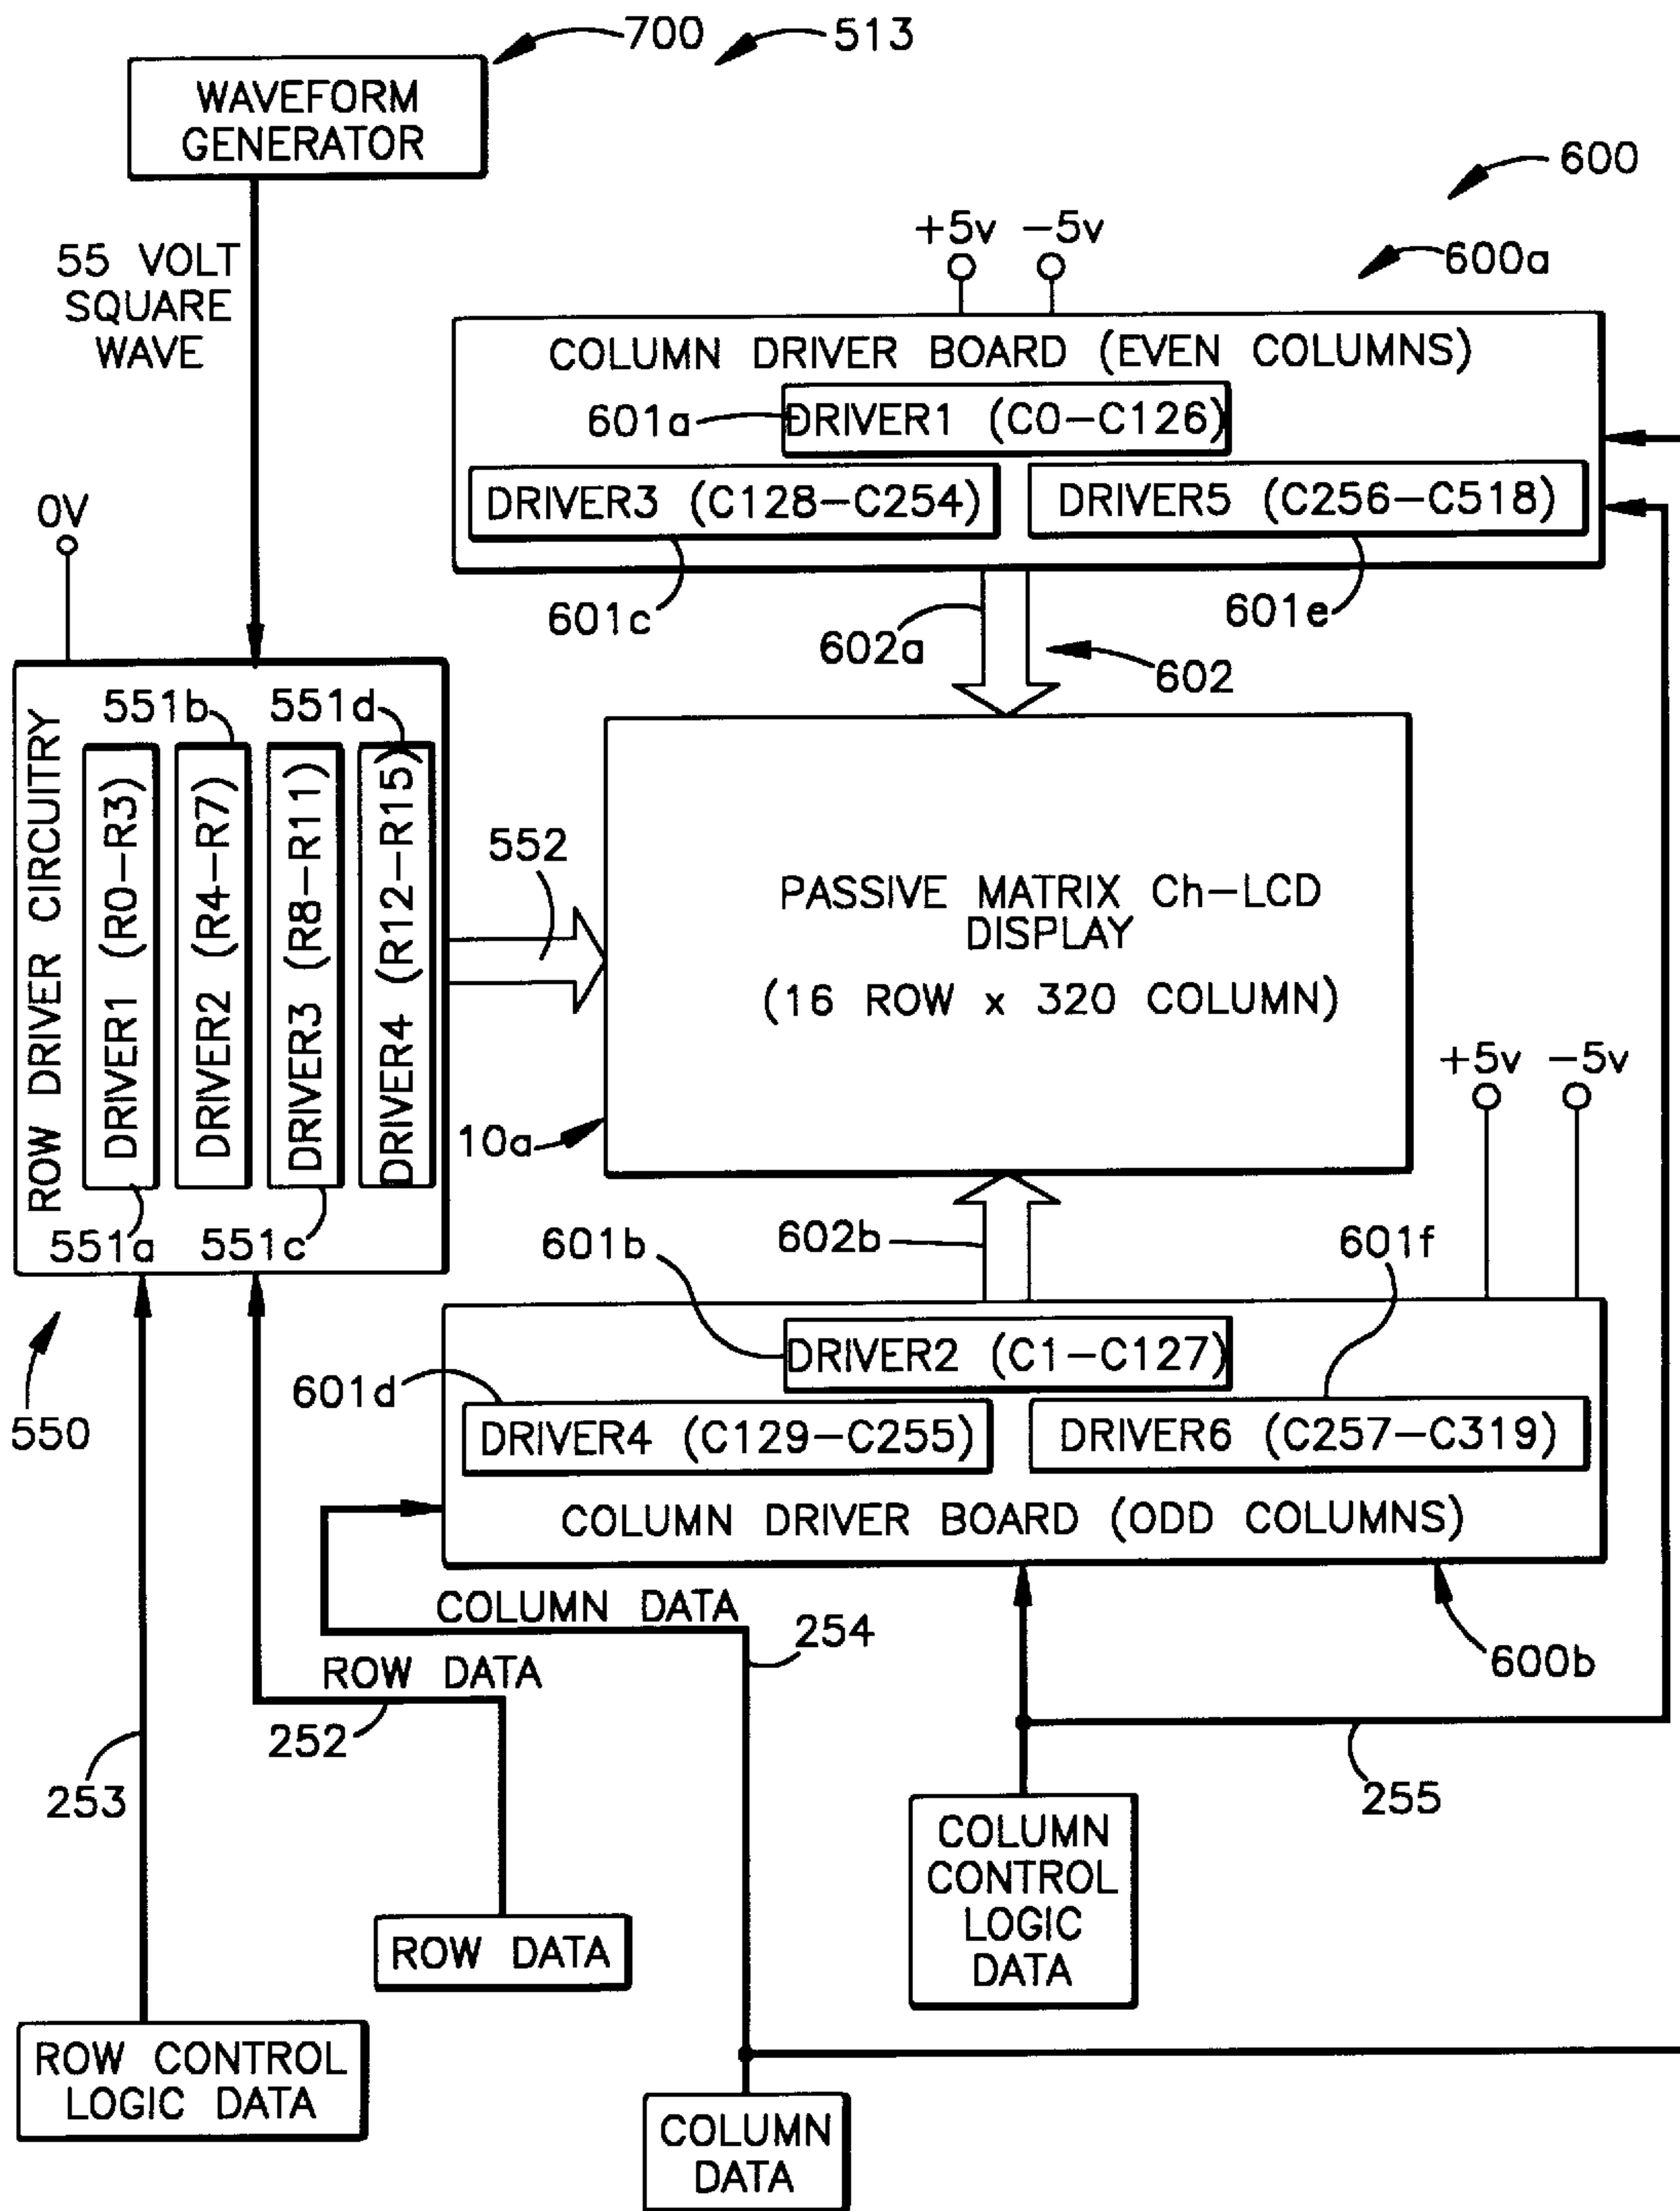 700
513
WAVEFORM
GENERATOR
600
55 VOLT
SQUARE
WAVE
+5v
-5v
600a
COLUMN DRIVER BOARD (EVEN COLUMNS)
601a
DRIVER1 (C0-C126)
DRIVER3 (C128-C254)
DRIVER5 (C256-C518)
0V
601c
602a
601e
602
ROW DRIVER CIRCUITRY
551b
551d
DRIVER1 (R0-R3)
DRIVER2 (R4-R7)
DRIVER3 (R8-R11)
DRIVER4 (R12-R15)
551a
551c
552
PASSIVE MATRIX Ch-LCD
DISPLAY
(16 ROW x 320 COLUMN)
10a
+5v
-5v
601b
602b
601f
550
DRIVER2 (C1-C127)
601d
DRIVER4 (C129-C255)
DRIVER6 (C257-C319)
COLUMN DRIVER BOARD (ODD COLUMNS)
COLUMN DATA
254
600b
ROW DATA
252
253
255
COLUMN
CONTROL
LOGIC
DATA
ROW DATA
ROW CONTROL
LOGIC DATA
COLUMN
DATA